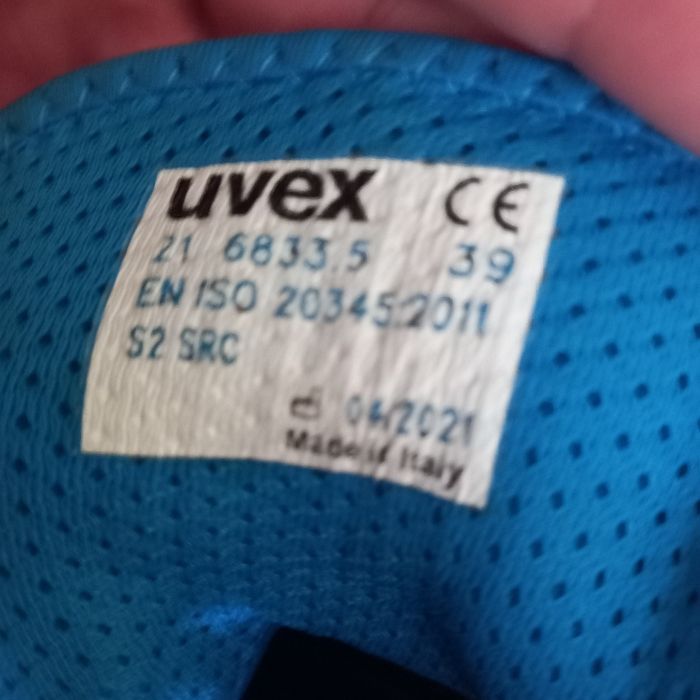 uvex CE
21 6833.5 39
EN ISO 20345:2011
S2 SRC
04/2021
Made in Italy